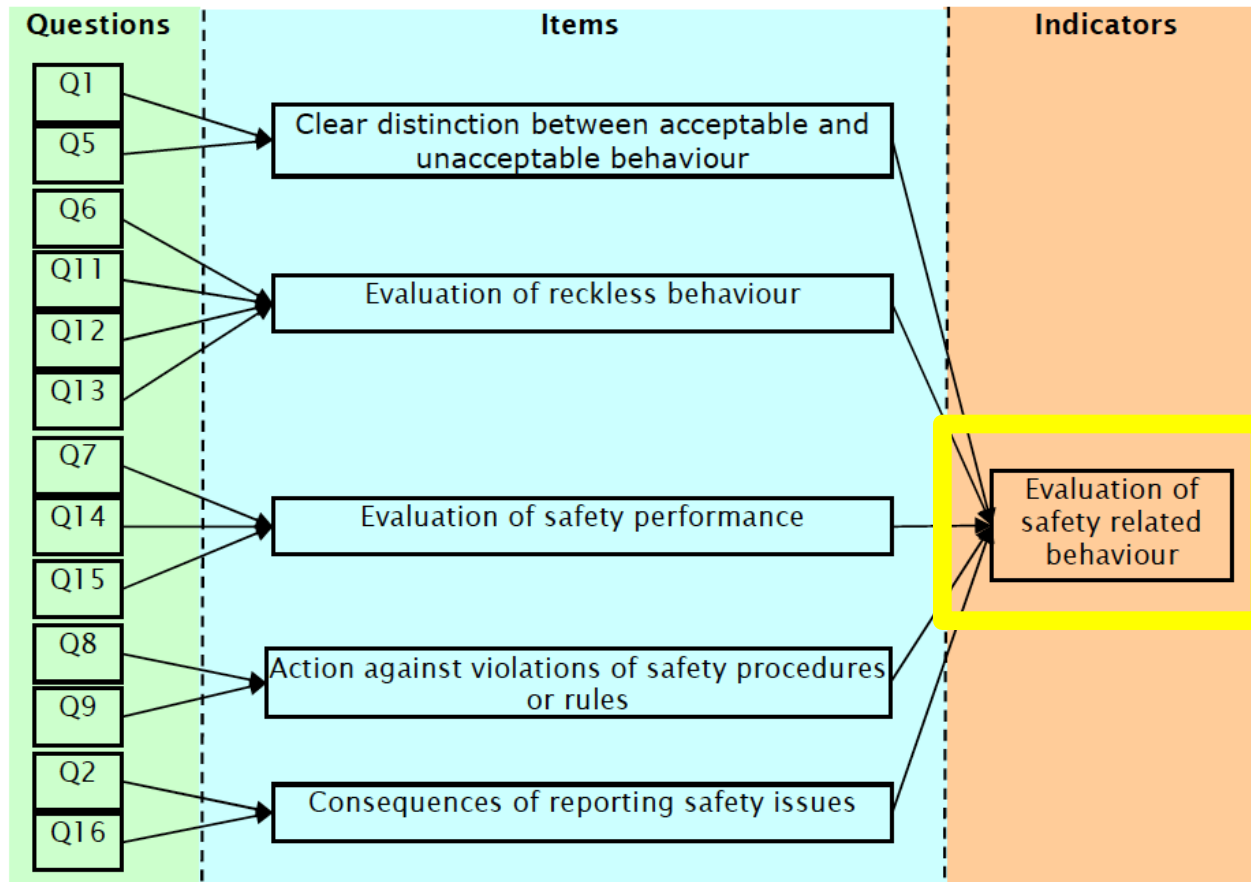 Questions
Items
Indicators
Q1
Q5
Q6
Q11
Q12
Q13
Q7
Q14
Q15
Q8
Q9
Q2
Q16
Clear distinction between acceptable and
unacceptable behaviour
Evaluation of reckless behaviour
Evaluation of safety performance
Action against violations of safety procedures
or rules
Consequences of reporting safety issues
Evaluation of
safety related
behaviour